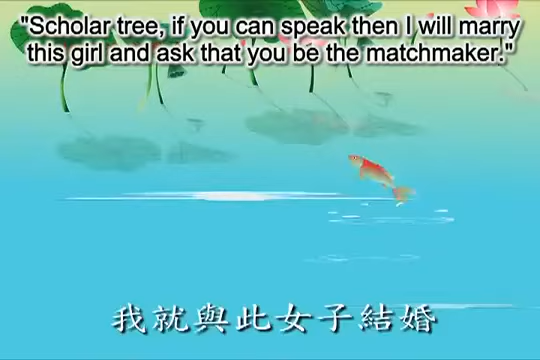 "Scholar tree, if you can speak then I will marry
this girl and ask that you be the matchmaker."
我就與此女子結婚